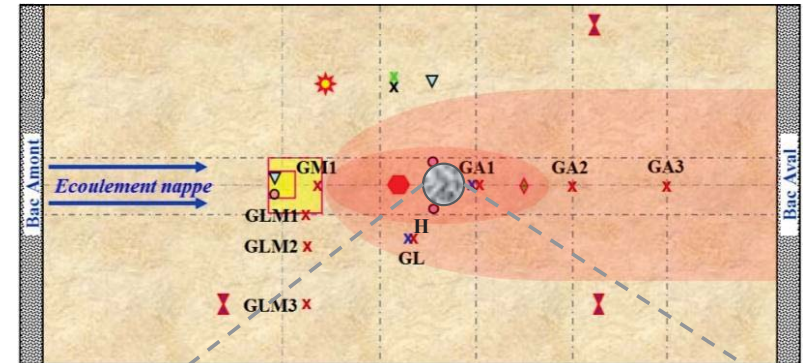 Bac Amont
Ecoulement nappe
GM1
GLM1
GLM2
GLM3
H
GL
GA1
GA2
GA3
Bac Aval